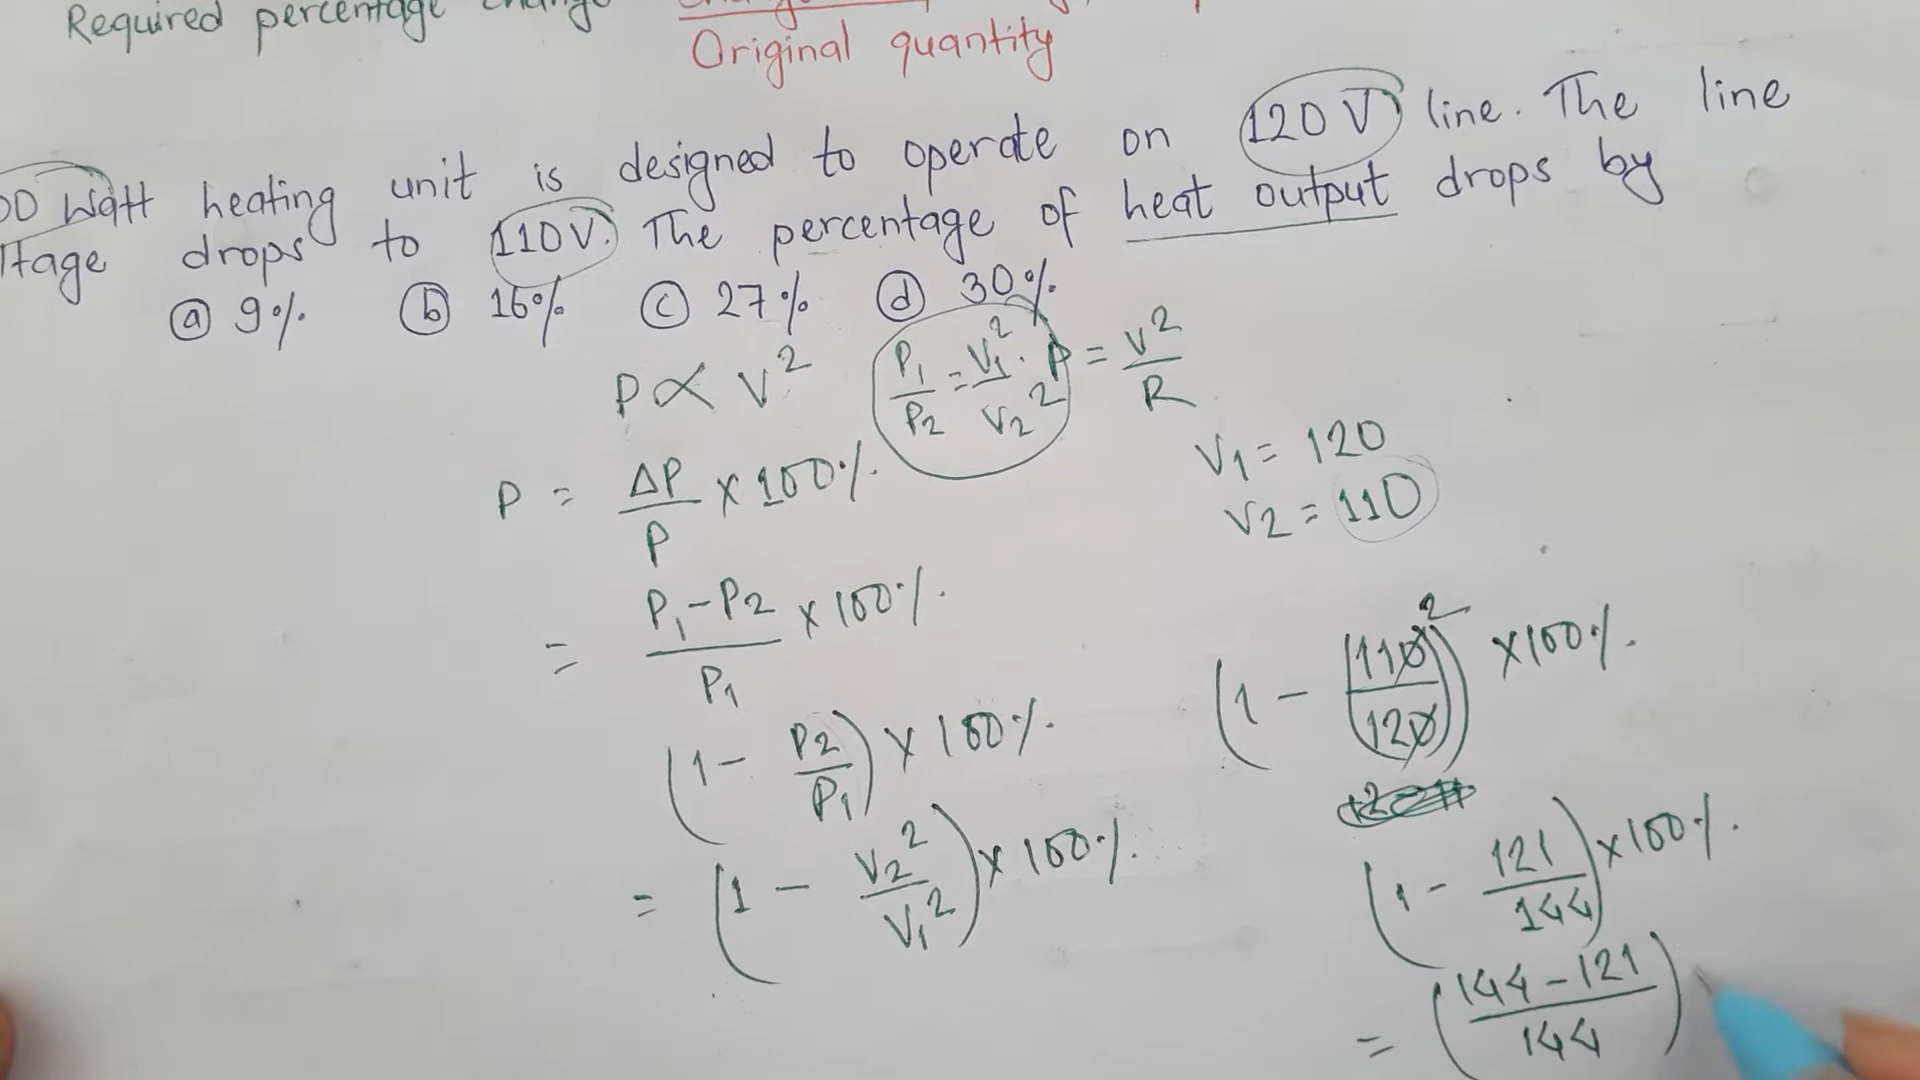 Required percentage change
Original quantity
Watt heating unit is designed to operate on 120 V line. The line
ltage drops to 110V. The percentage of heat output drops by
ⓐ 9% ⓑ 16% ⓒ 27% ⓓ 30%
P ∝ V² P₁/P₂ = V₁²/V₂² . P = V²/R
V₁ = 120
P = ΔP/P × 100%.
V₂ = 110
= P₁-P₂/P₁ × 100%.
(1 - P₂/P₁) × 100%.
= (1 - V₂²/V₁²) × 100%.
(1 - (110/120)²) × 100%.
(1 - 121/144) × 100%.
= (144-121/144)